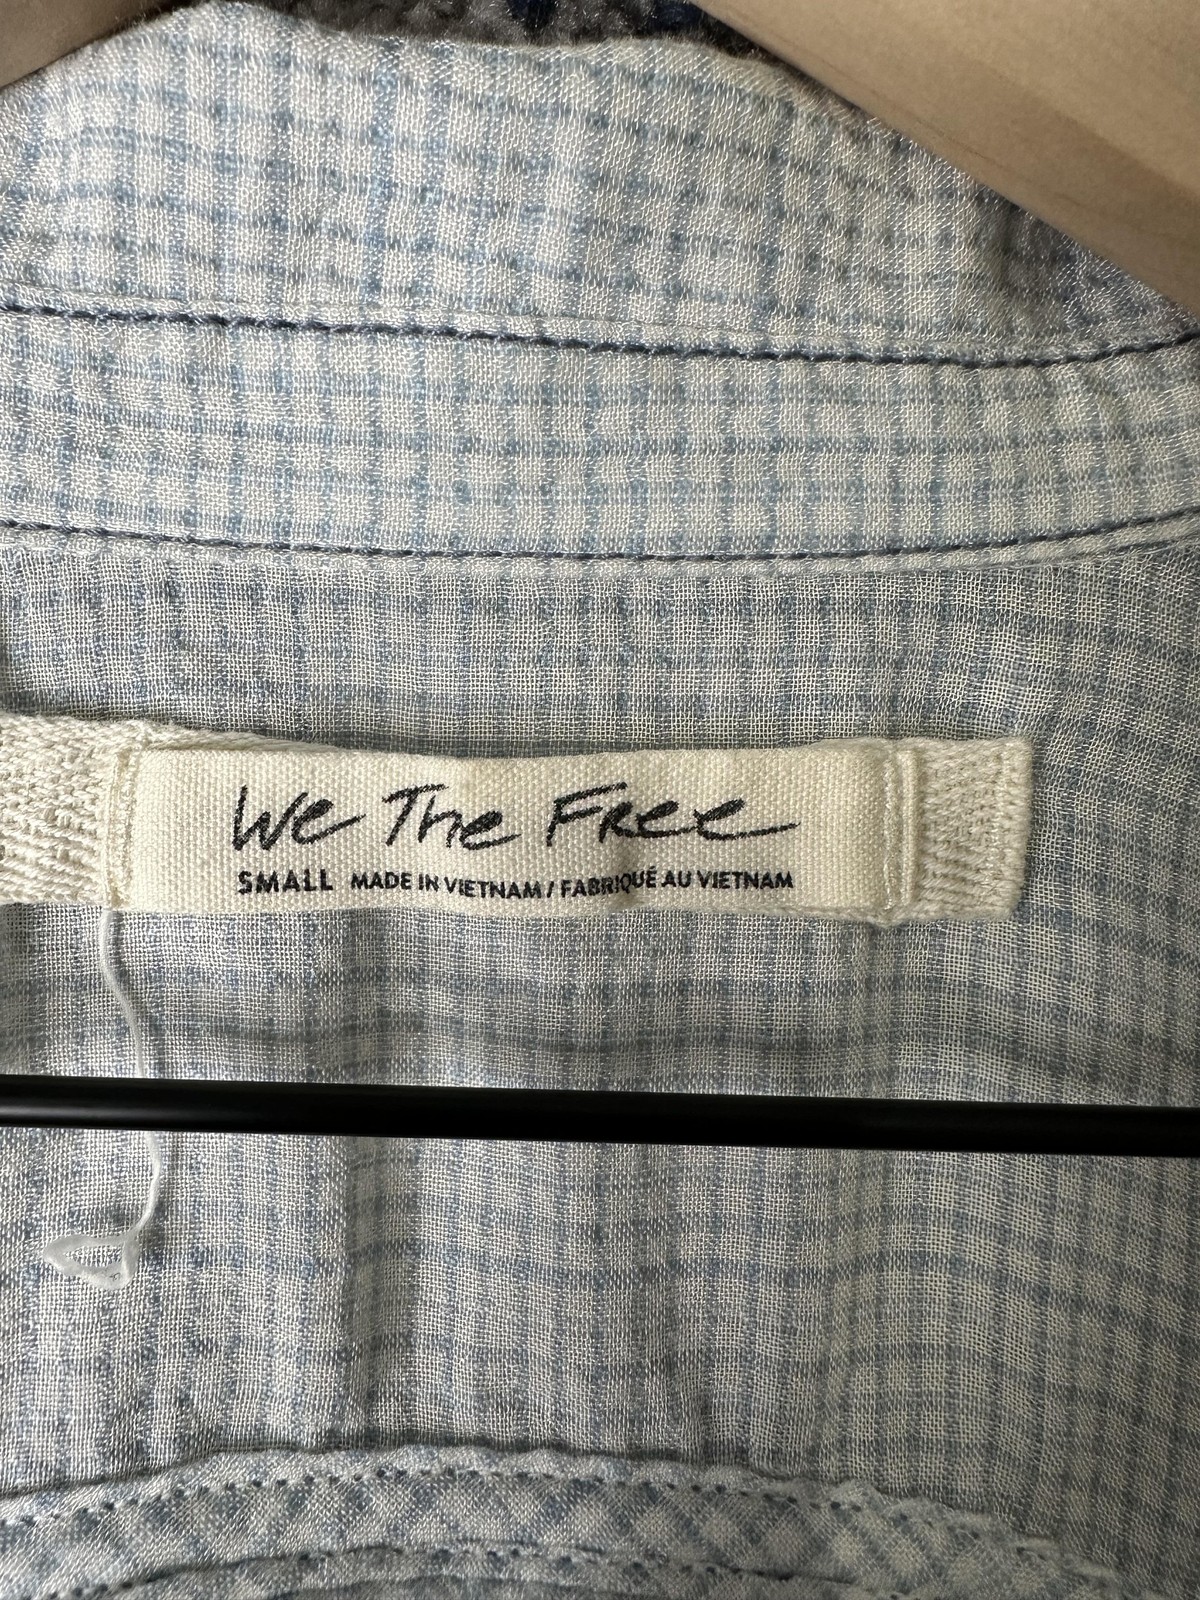 We The Free
SMALL MADE IN VIETNAM / FABRIQUÉ AU VIETNAM